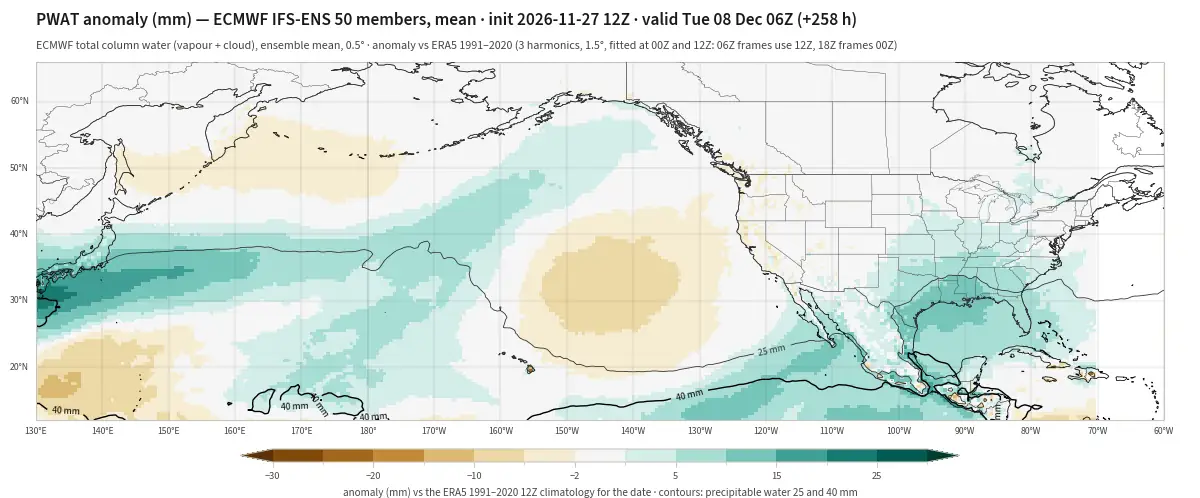 PWAT anomaly (mm) — ECMWF IFS-ENS 50 members, mean · init 2026-11-27 12Z · valid Tue 08 Dec 06Z (+258 h)
ECMWF total column water (vapour + cloud), ensemble mean, 0.5° · anomaly vs ERA5 1991–2020 (3 harmonics, 1.5°, fitted at 00Z and 12Z: 06Z frames use 12Z, 18Z frames 00Z)
60°N
50°N
40°N
30°N
20°N
25 mm
40 mm
40 mm
40 mm
40 mm
40 mm
130°E 140°E 150°E 160°E 170°E 180° 170°W 160°W 150°W 140°W 130°W 120°W 110°W 100°W 90°W 80°W 70°W 60°W
−30 −20 −10 −2 5 15 25
anomaly (mm) vs the ERA5 1991–2020 12Z climatology for the date · contours: precipitable water 25 and 40 mm